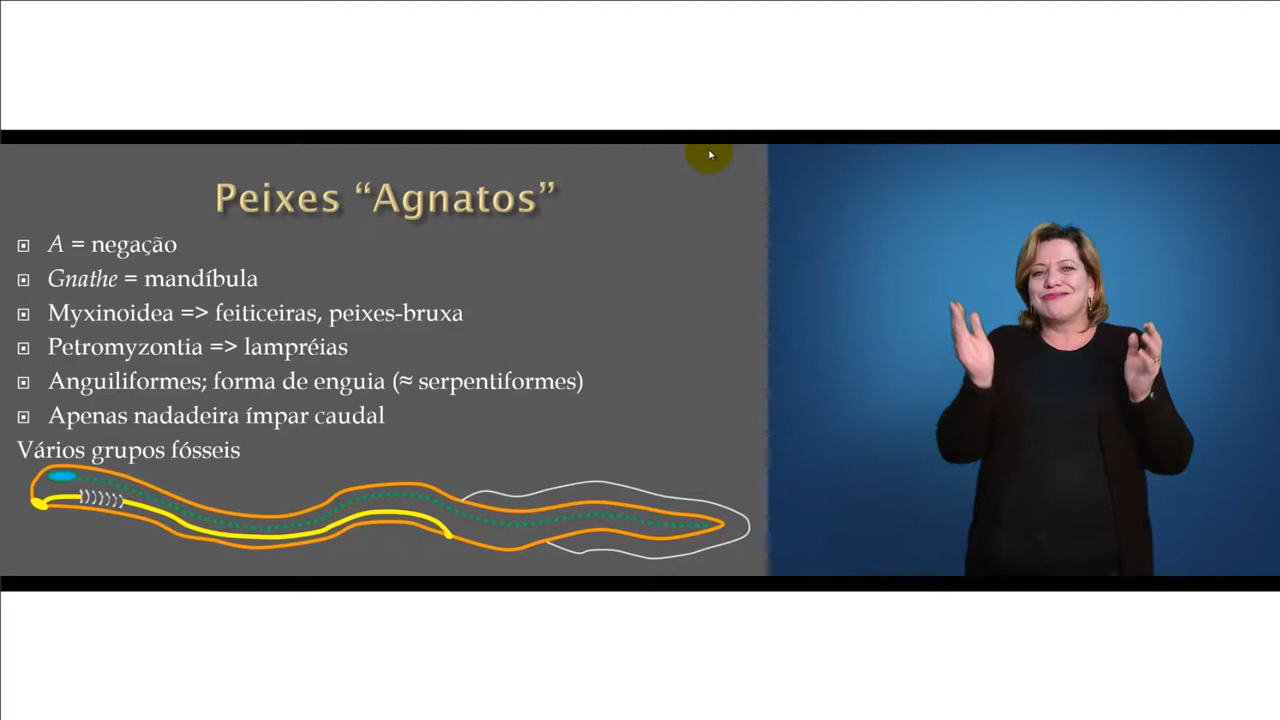 Peixes “Agnatos”
A = negação
Gnathe = mandíbula
Myxinoidea => feiticeiras, peixes-bruxa
Petromyzontia => lampréias
Anguiliformes; forma de enguia (≈ serpentiformes)
Apenas nadadeira ímpar caudal
Vários grupos fósseis